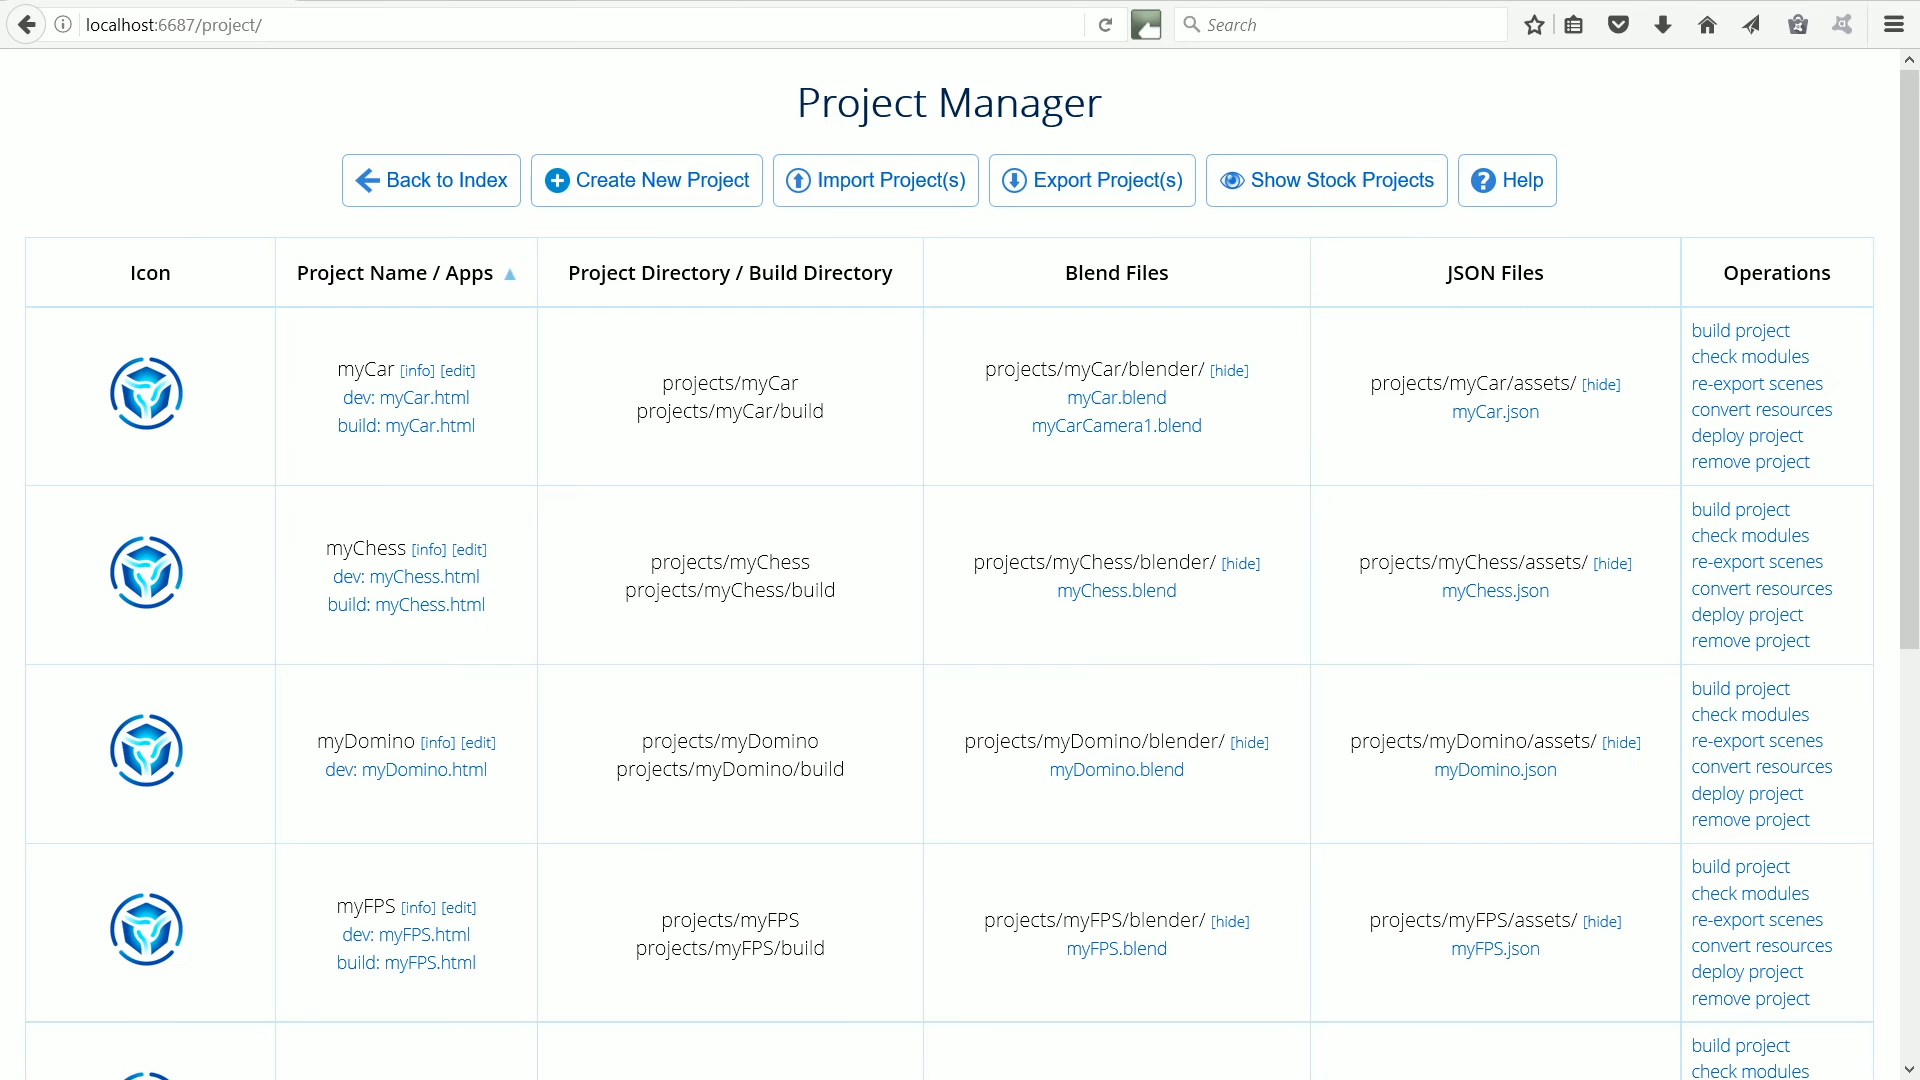 localhost:6687/project/
Search
Project Manager
Back to Index
Create New Project
Import Project(s)
Export Project(s)
Show Stock Projects
Help
Icon
Project Name / Apps
Project Directory / Build Directory
Blend Files
JSON Files
Operations
myCar [info] [edit]
dev: myCar.html
build: myCar.html
projects/myCar
projects/myCar/build
projects/myCar/blender/ [hide]
myCar.blend
myCarCamera1.blend
projects/myCar/assets/ [hide]
myCar.json
build project
check modules
re-export scenes
convert resources
deploy project
remove project
myChess [info] [edit]
dev: myChess.html
build: myChess.html
projects/myChess
projects/myChess/build
projects/myChess/blender/ [hide]
myChess.blend
projects/myChess/assets/ [hide]
myChess.json
build project
check modules
re-export scenes
convert resources
deploy project
remove project
myDomino [info] [edit]
dev: myDomino.html
projects/myDomino
projects/myDomino/build
projects/myDomino/blender/ [hide]
myDomino.blend
projects/myDomino/assets/ [hide]
myDomino.json
build project
check modules
re-export scenes
convert resources
deploy project
remove project
myFPS [info] [edit]
dev: myFPS.html
build: myFPS.html
projects/myFPS
projects/myFPS/build
projects/myFPS/blender/ [hide]
myFPS.blend
projects/myFPS/assets/ [hide]
myFPS.json
build project
check modules
re-export scenes
convert resources
deploy project
remove project
build project
check modules